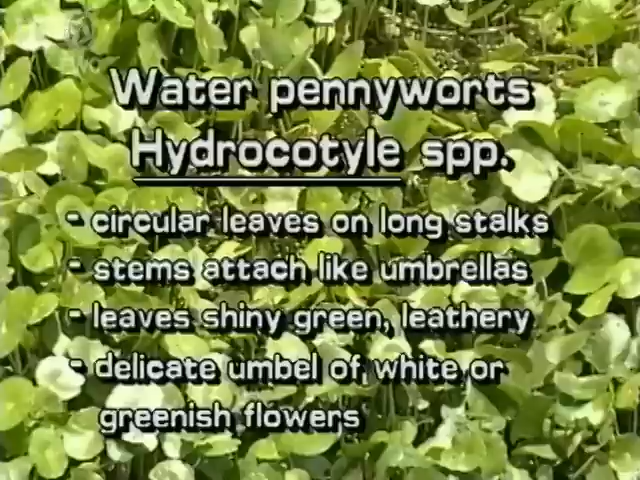 Water pennyworts
Hydrocotyle spp.
- circular leaves on long stalks
- stems attach like umbrellas
- leaves shiny green, leathery
- delicate umbel of white or
greenish flowers